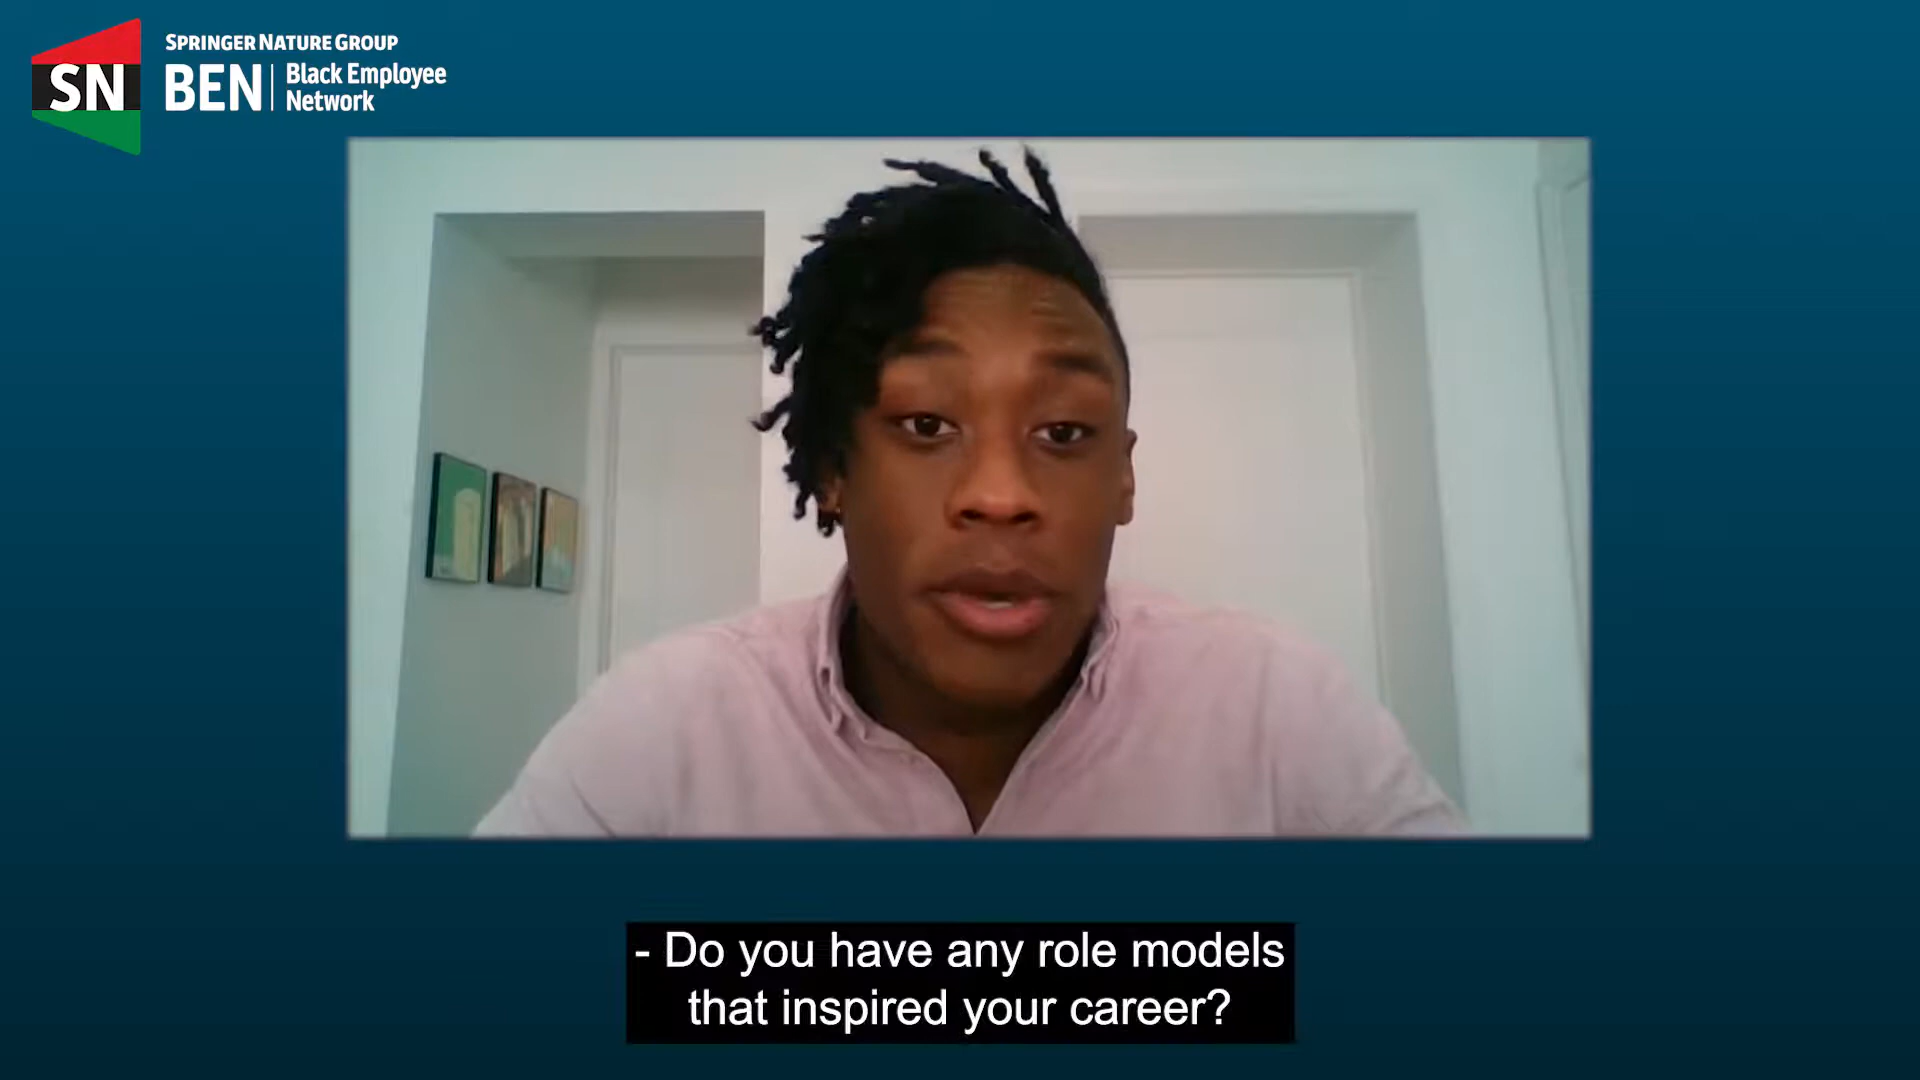 SN
SPRINGER NATURE GROUP
BEN
Black Employee
Network
- Do you have any role models
that inspired your career?